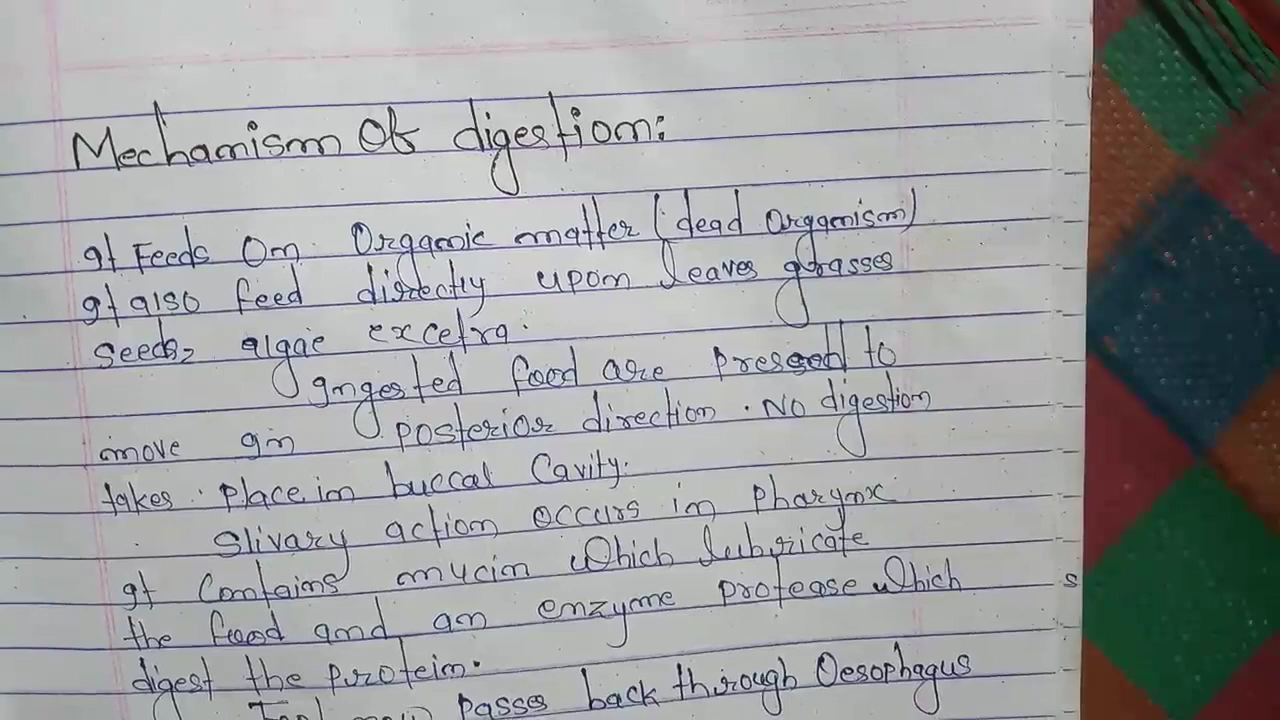 Mechanism Of digestion:
It Feeds On Organic matter (dead Organism)
It also feed directly upon leaves grasses
Seeds, algae excetra.
Ingested food are present to
move In posterior direction. No digestion
takes place in buccal Cavity.
Slivary action occurs in Pharynx
It Contains mucin which lubricate
the food and an enzyme protease which
digest the protein.
passes back through Oesophagus